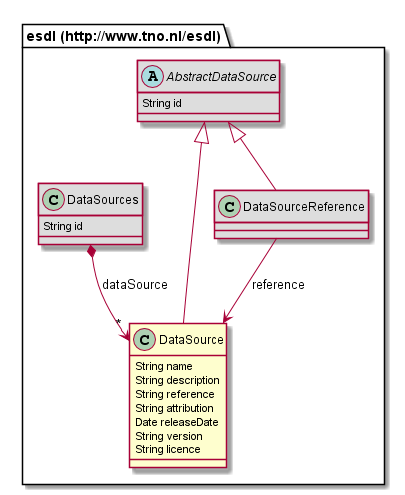 esdl (http://www.tno.nl/esdl)
A AbstractDataSource
String id
C DataSources
String id
C DataSourceReference
dataSource
reference
*
C DataSource
String name
String description
String reference
String attribution
Date releaseDate
String version
String licence